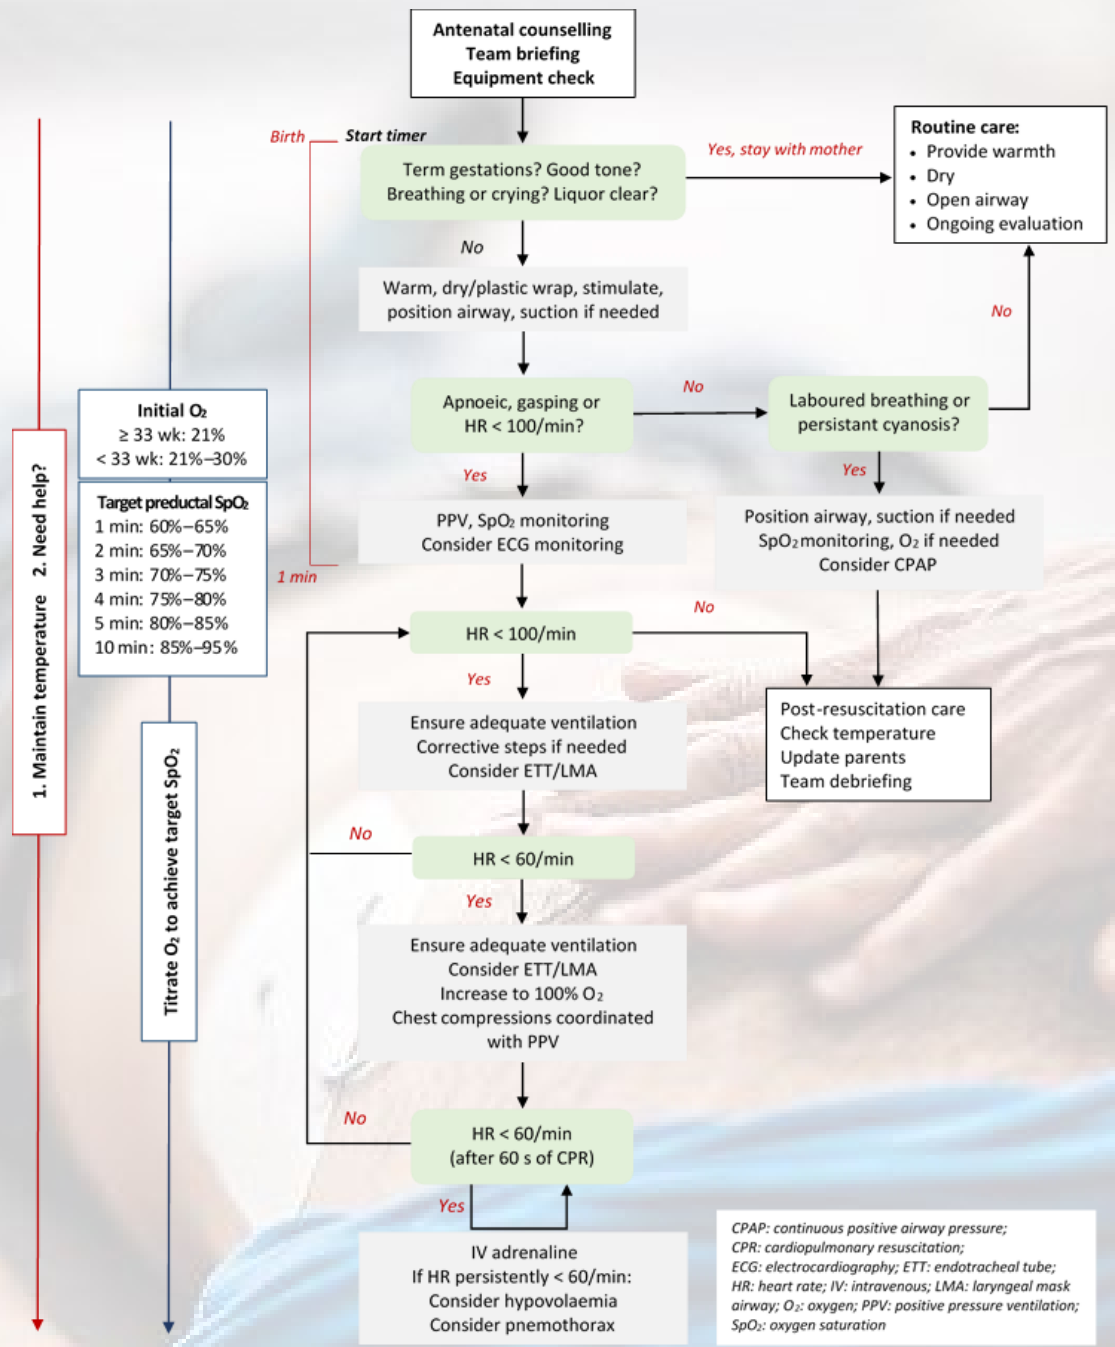 Antenatal counselling
Team briefing
Equipment check
Birth
Start timer
Term gestations? Good tone?
Breathing or crying? Liquor clear?
Yes, stay with mother
Routine care:
• Provide warmth
• Dry
• Open airway
• Ongoing evaluation
No
Warm, dry/plastic wrap, stimulate,
position airway, suction if needed
No
Apnoeic, gasping or
HR < 100/min?
No
Laboured breathing or
persistant cyanosis?
Initial O₂
≥ 33 wk: 21%
< 33 wk: 21%–30%
Yes
Yes
Target preductal SpO₂
1 min: 60%–65%
2 min: 65%–70%
3 min: 70%–75%
4 min: 75%–80%
5 min: 80%–85%
10 min: 85%–95%
PPV, SpO₂ monitoring
Consider ECG monitoring
Position airway, suction if needed
SpO₂ monitoring, O₂ if needed
Consider CPAP
1 min
HR < 100/min
No
Yes
1. Maintain temperature 2. Need help?
Titrate O₂ to achieve target SpO₂
Ensure adequate ventilation
Corrective steps if needed
Consider ETT/LMA
Post-resuscitation care
Check temperature
Update parents
Team debriefing
No
HR < 60/min
Yes
Ensure adequate ventilation
Consider ETT/LMA
Increase to 100% O₂
Chest compressions coordinated
with PPV
No
HR < 60/min
(after 60 s of CPR)
Yes
IV adrenaline
If HR persistently < 60/min:
Consider hypovolaemia
Consider pnemothorax
CPAP: continuous positive airway pressure;
CPR: cardiopulmonary resuscitation;
ECG: electrocardiography; ETT: endotracheal tube;
HR: heart rate; IV: intravenous; LMA: laryngeal mask
airway; O₂: oxygen; PPV: positive pressure ventilation;
SpO₂: oxygen saturation